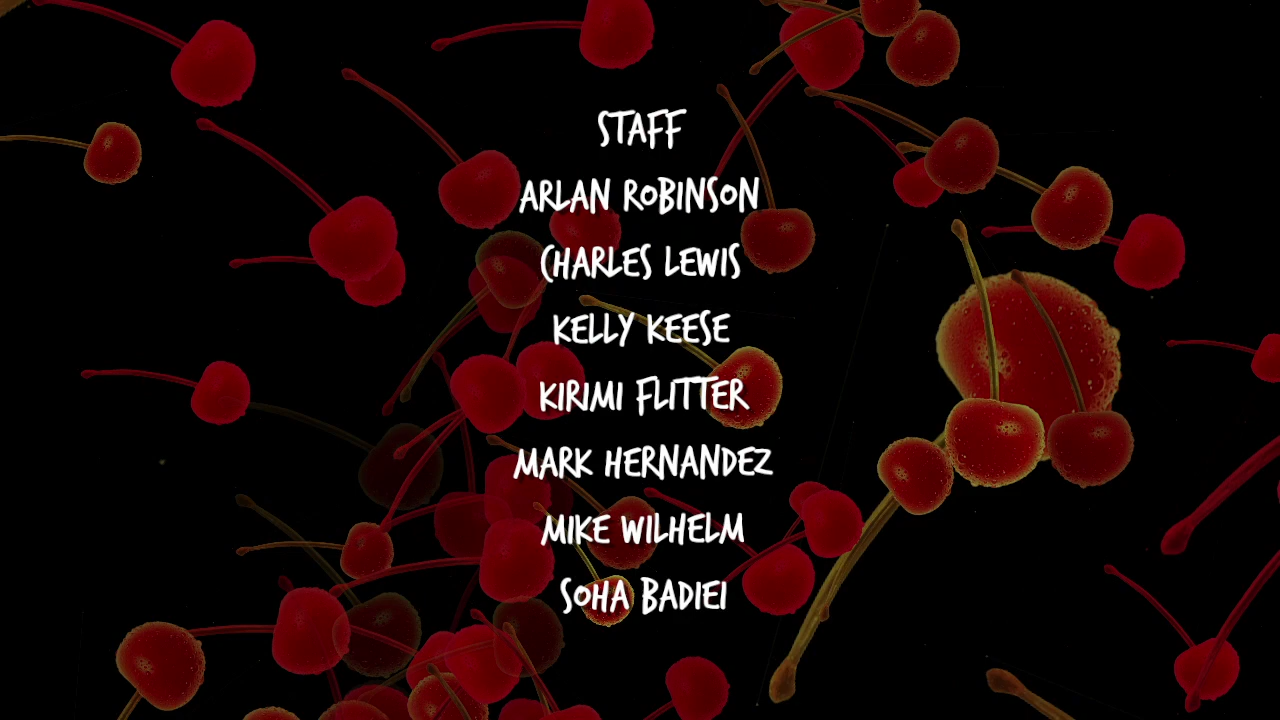 STAFF
ARLAN ROBINSON
CHARLES LEWIS
KELLY KEESE
KIRIMI FLITTER
MARK HERNANDEZ
MIKE WILHELM
SOHA BADIEI